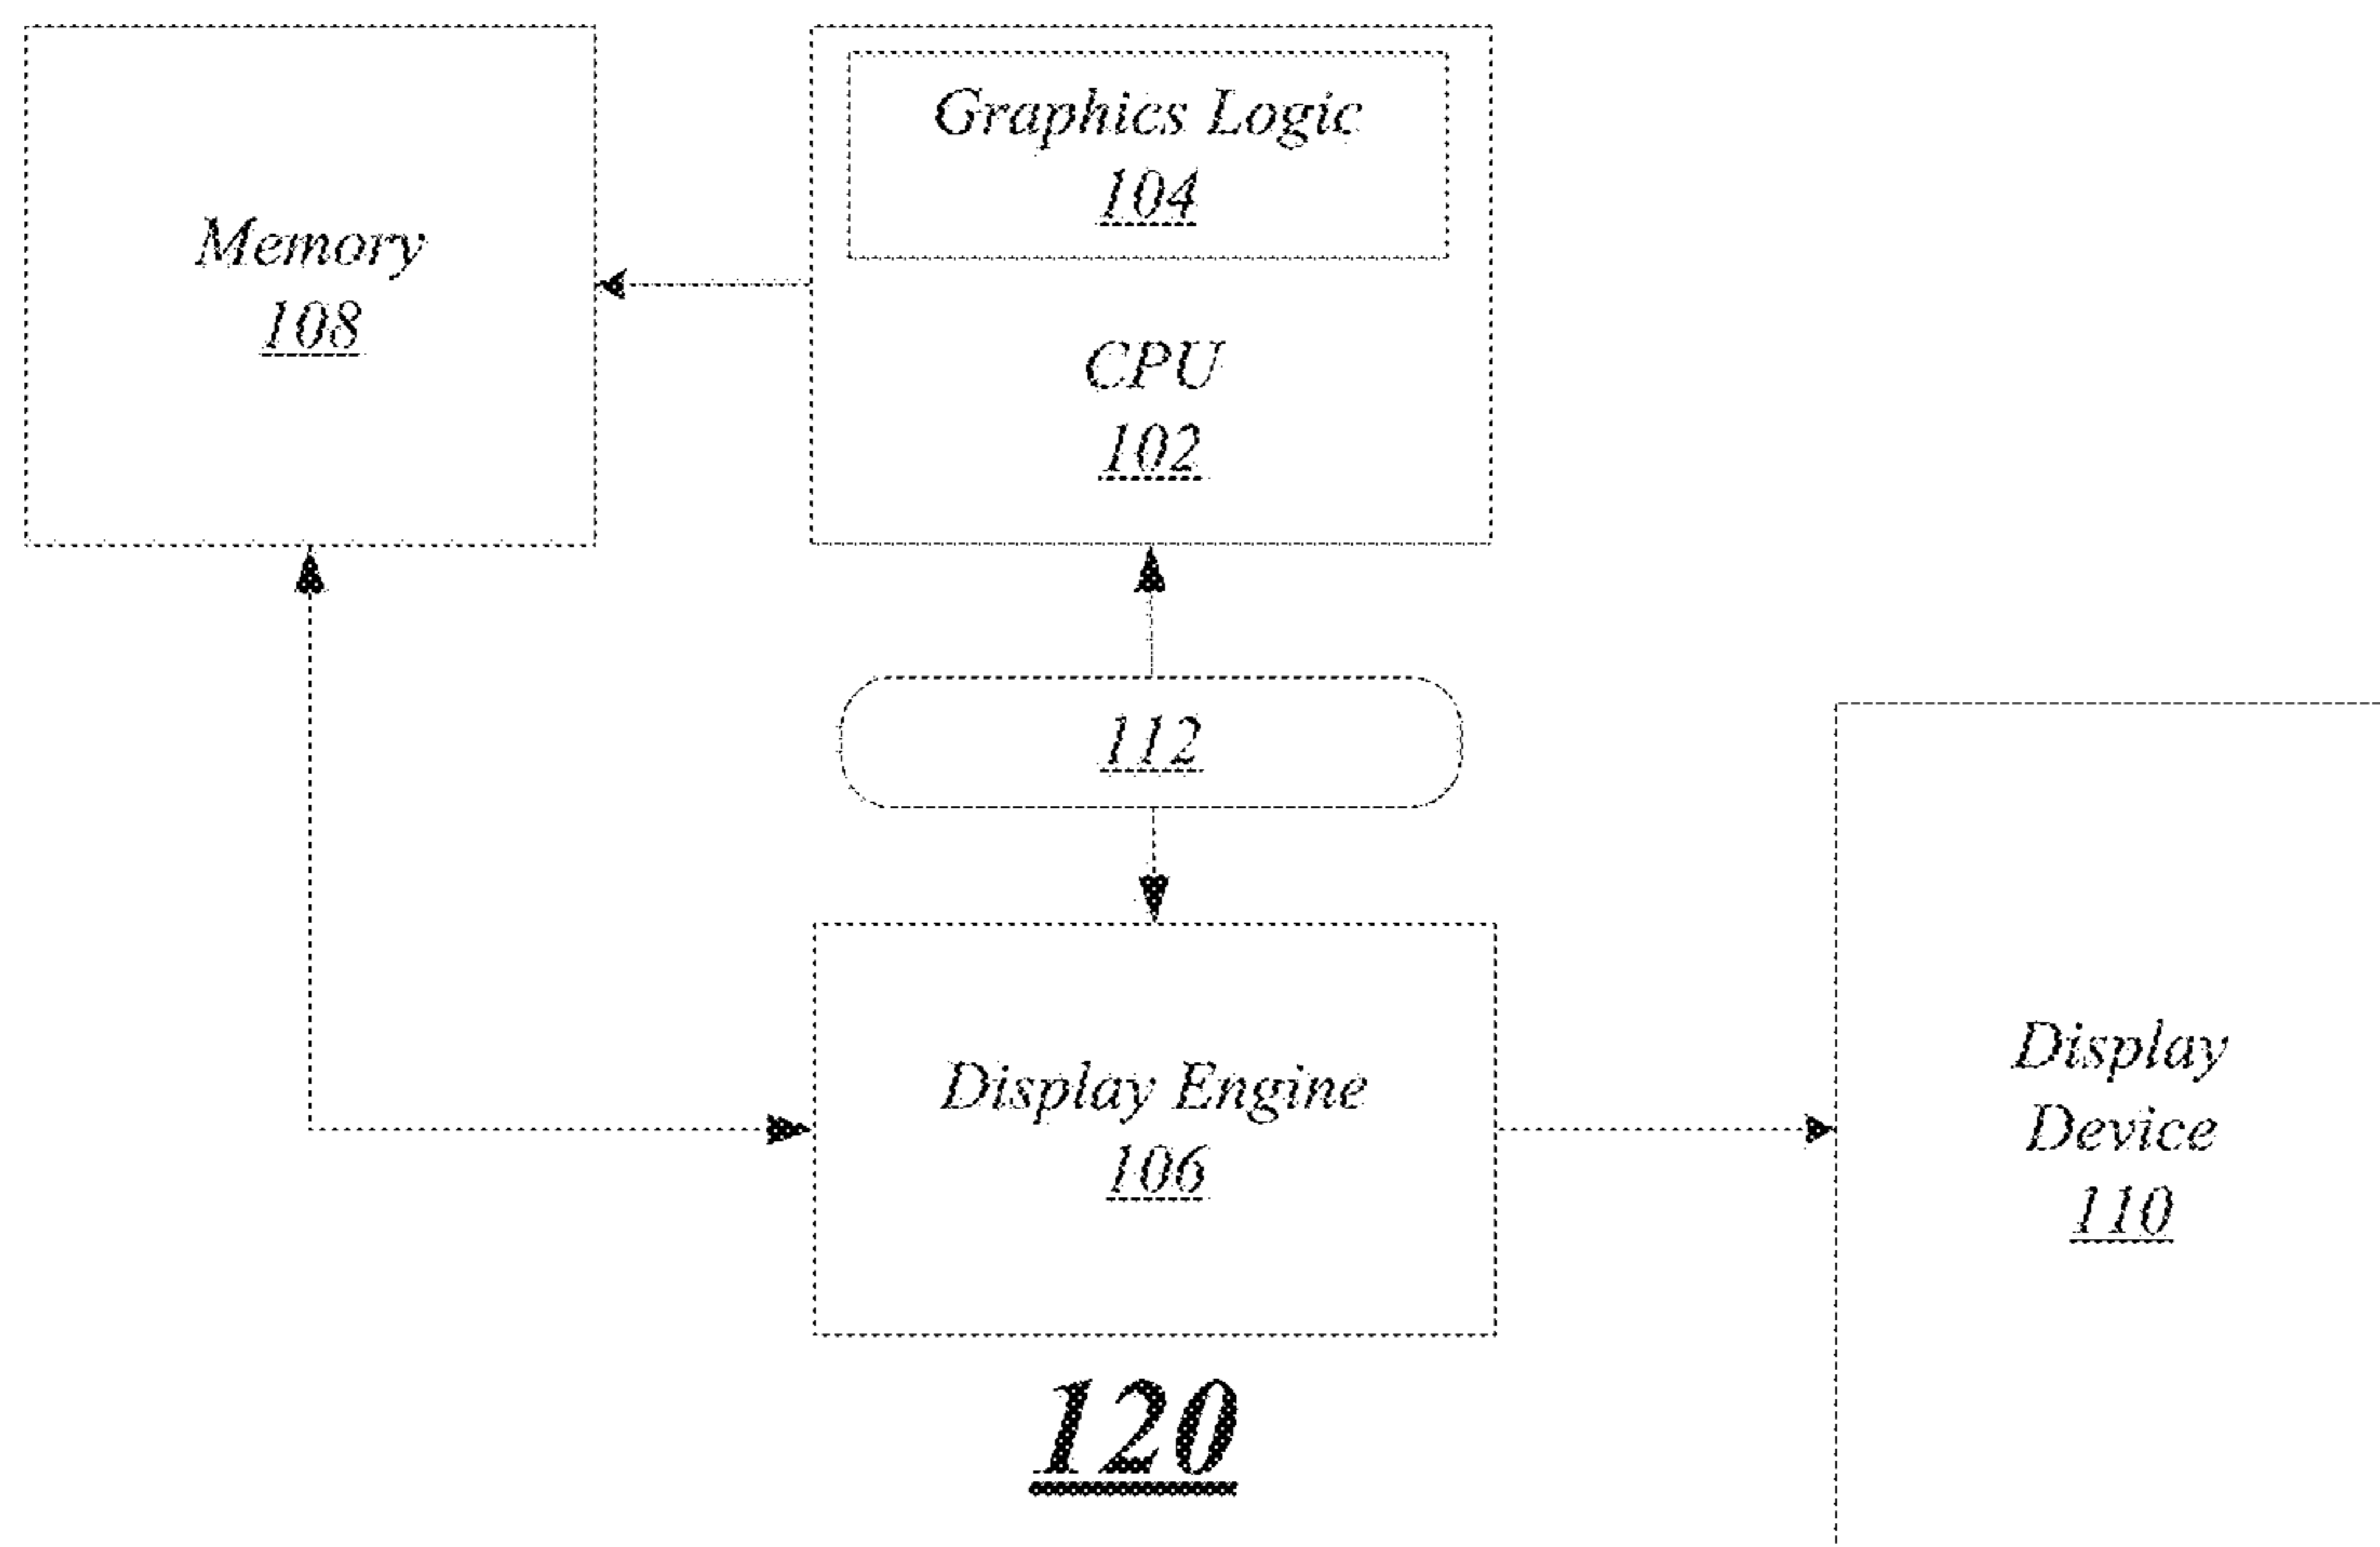 Memory
108
Graphics Logic
104
CPU
102
112
Display Engine
106
Display
Device
110
120